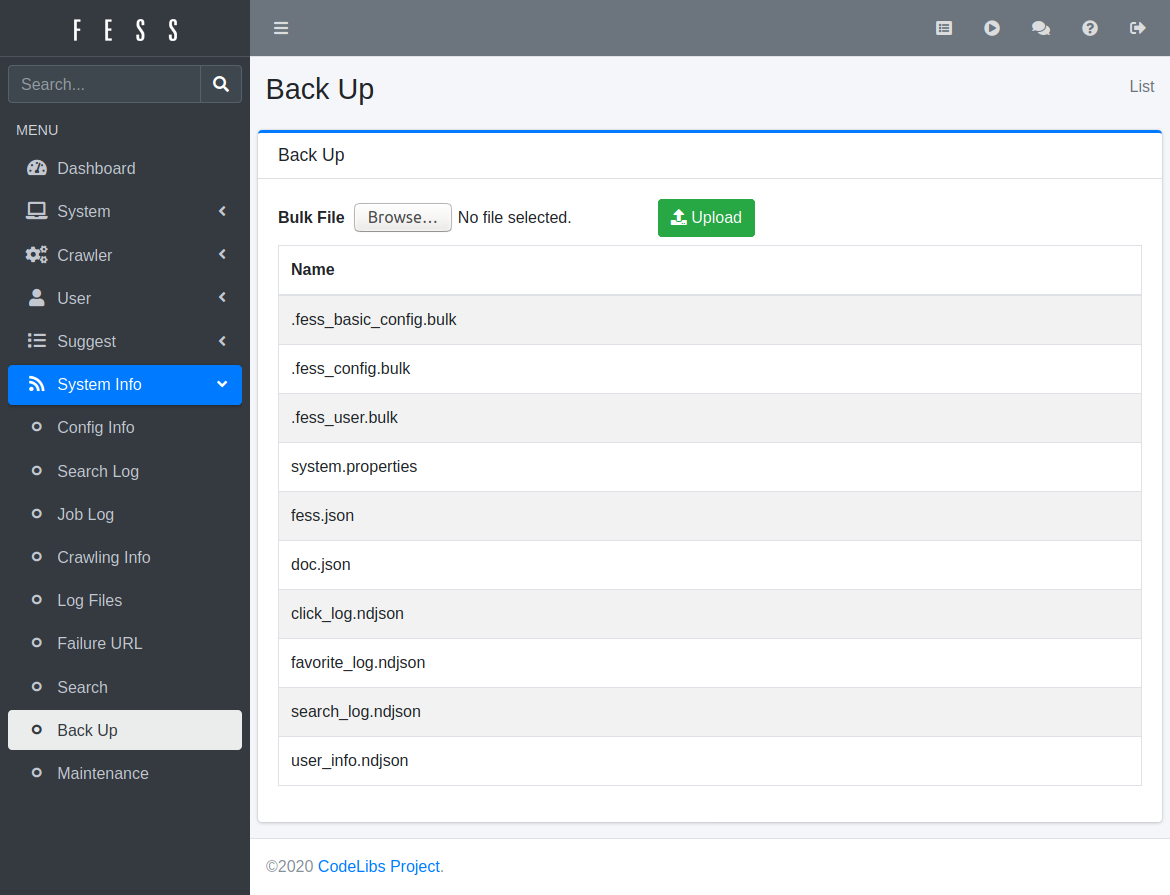 FESS
Search...
MENU
Dashboard
System
Crawler
User
Suggest
System Info
Config Info
Search Log
Job Log
Crawling Info
Log Files
Failure URL
Search
Back Up
Maintenance
Back Up
List
Back Up
Bulk File Browse... No file selected. Upload
Name
.fess_basic_config.bulk
.fess_config.bulk
.fess_user.bulk
system.properties
fess.json
doc.json
click_log.ndjson
favorite_log.ndjson
search_log.ndjson
user_info.ndjson
©2020 CodeLibs Project.